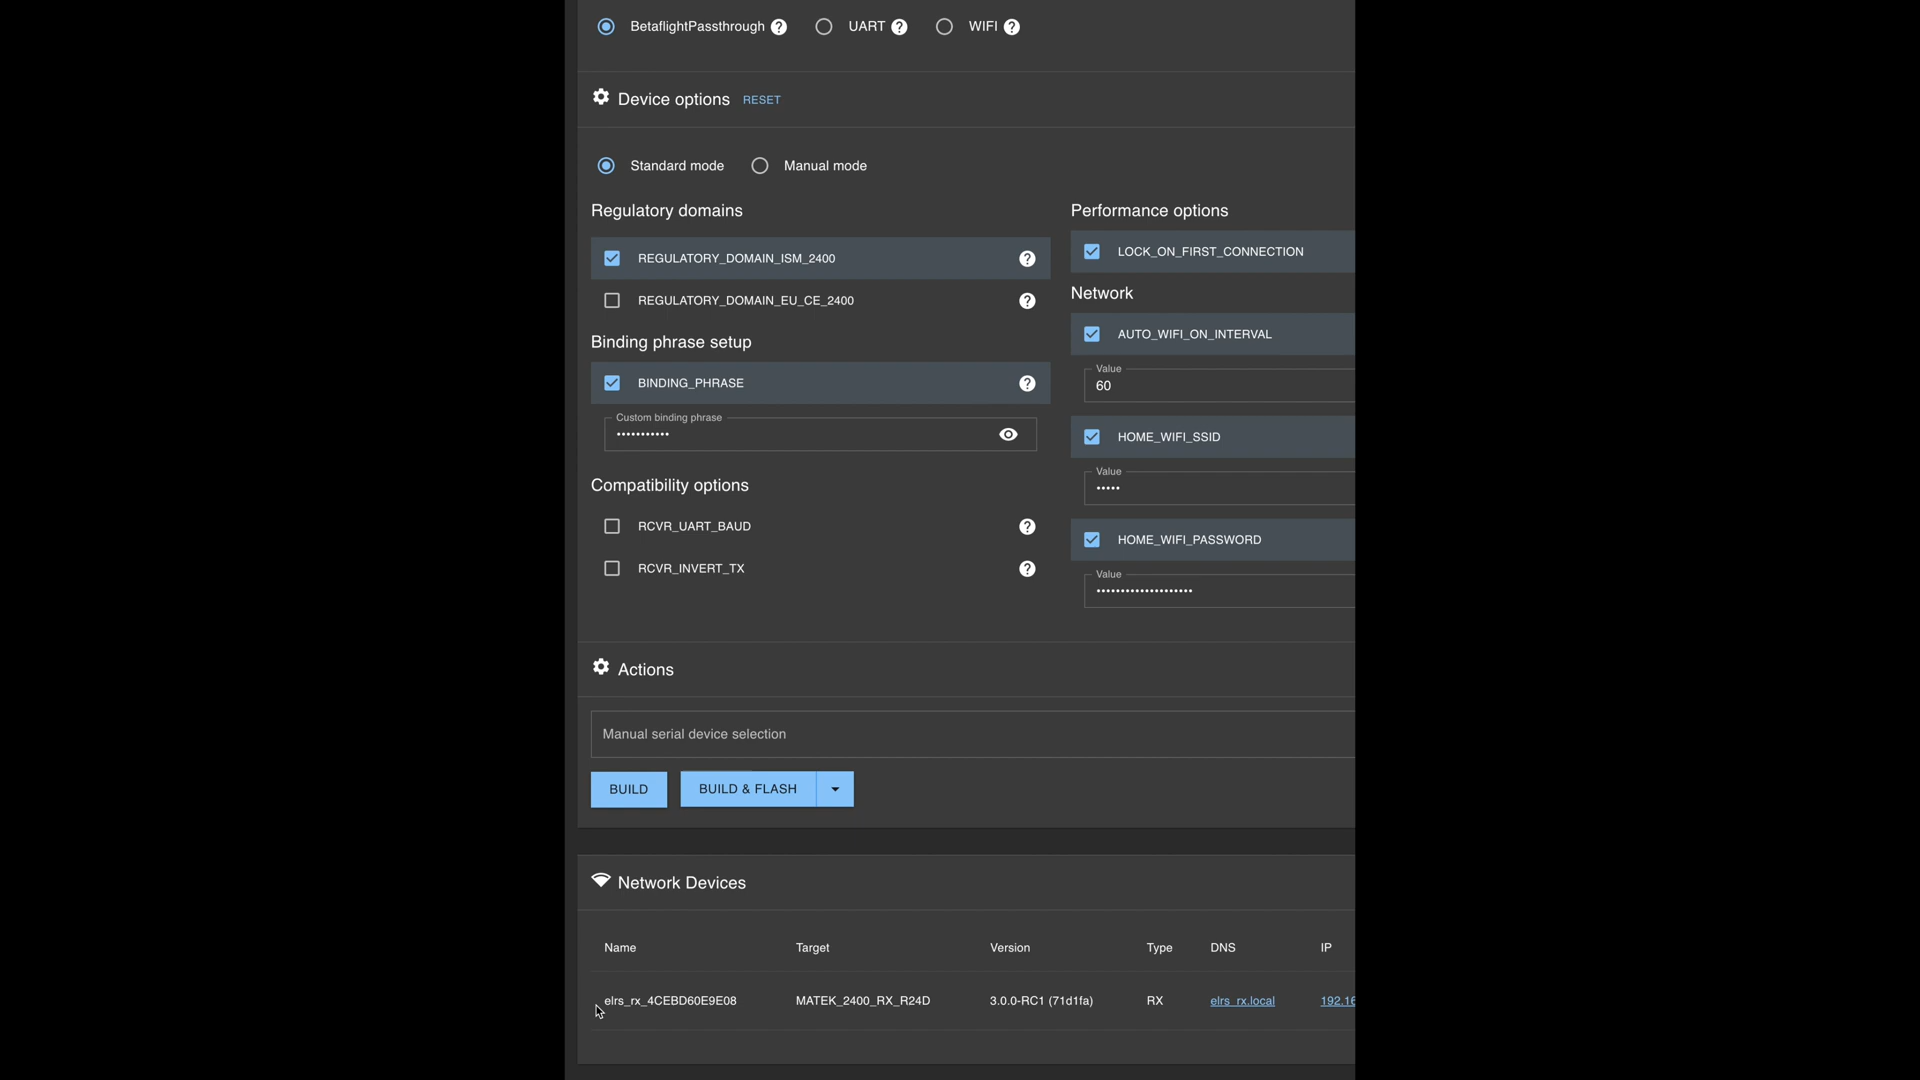 BetaflightPassthrough ? UART ? WIFI ?
Device options RESET
Standard mode Manual mode
Regulatory domains
REGULATORY_DOMAIN_ISM_2400 ?
REGULATORY_DOMAIN_EU_CE_2400 ?
Binding phrase setup
BINDING_PHRASE ?
Custom binding phrase
•••••••••••
Compatibility options
RCVR_UART_BAUD ?
RCVR_INVERT_TX ?
Performance options
LOCK_ON_FIRST_CONNECTION
Network
AUTO_WIFI_ON_INTERVAL
Value
60
HOME_WIFI_SSID
Value
•••••
HOME_WIFI_PASSWORD
Value
••••••••••••••••••••
Actions
Manual serial device selection
BUILD BUILD & FLASH
Network Devices
Name Target Version Type DNS IP
elrs_rx_4CEBD60E9E08 MATEK_2400_RX_R24D 3.0.0-RC1 (71d1fa) RX elrs_rx.local 192.16